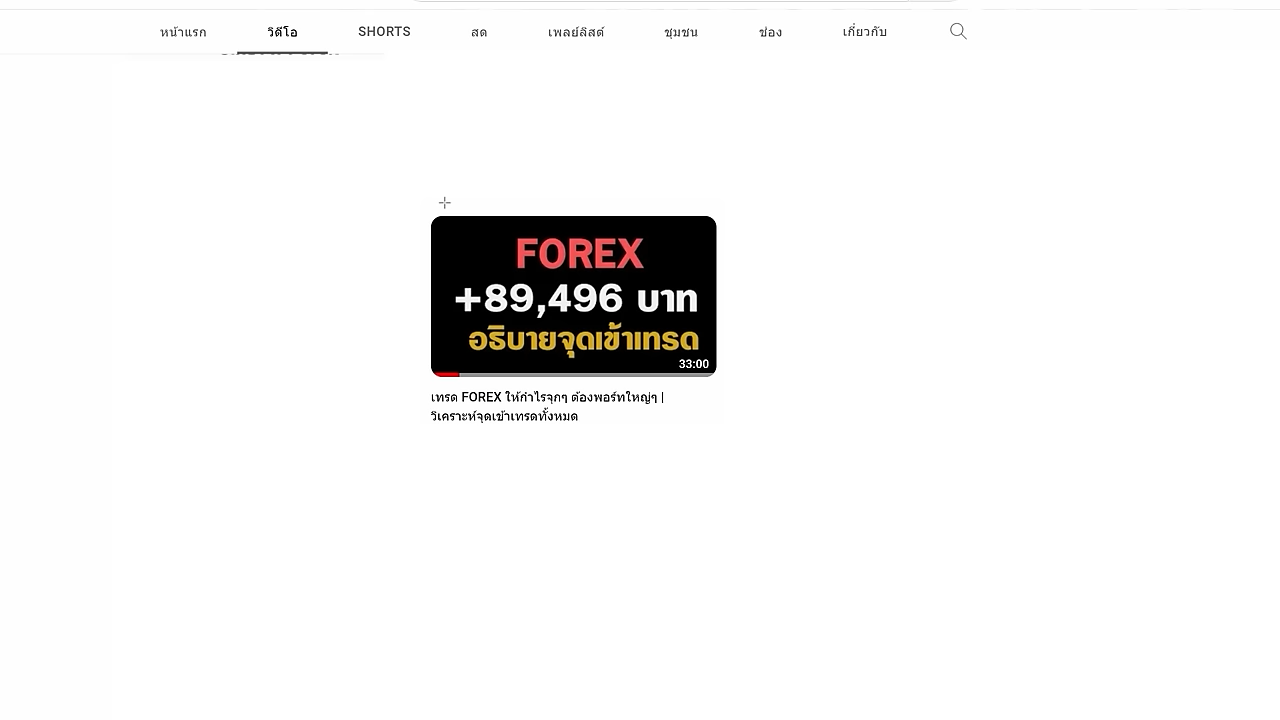 หน้าแรก วิดีโอ SHORTS สด เพลย์ลิสต์ ชุมชน ช่อง เกี่ยวกับ
FOREX
+89,496 บาท
อธิบายจุดเข้าเทรด
33:00
เทรด FOREX ให้กำไรจุกๆ ต้องพอร์ทใหญ่ๆ |
วิเคราะห์จุดเข้าเทรดทั้งหมด